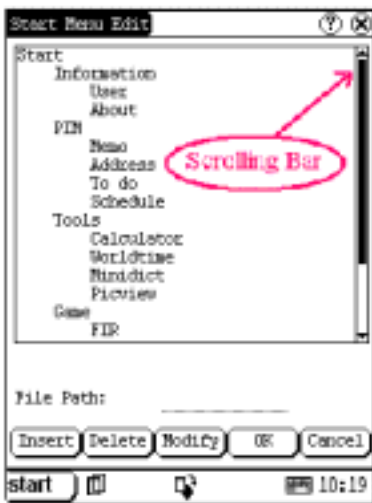 Start Menu Edit
Start
Information
User
About
PIM
Memo
Address
To do
Schedule
Scrolling Bar
Tools
Calculator
Worldtime
Minidict
Picview
Game
FIR
File Path:
Insert Delete Modify OK Cancel
start 10:19